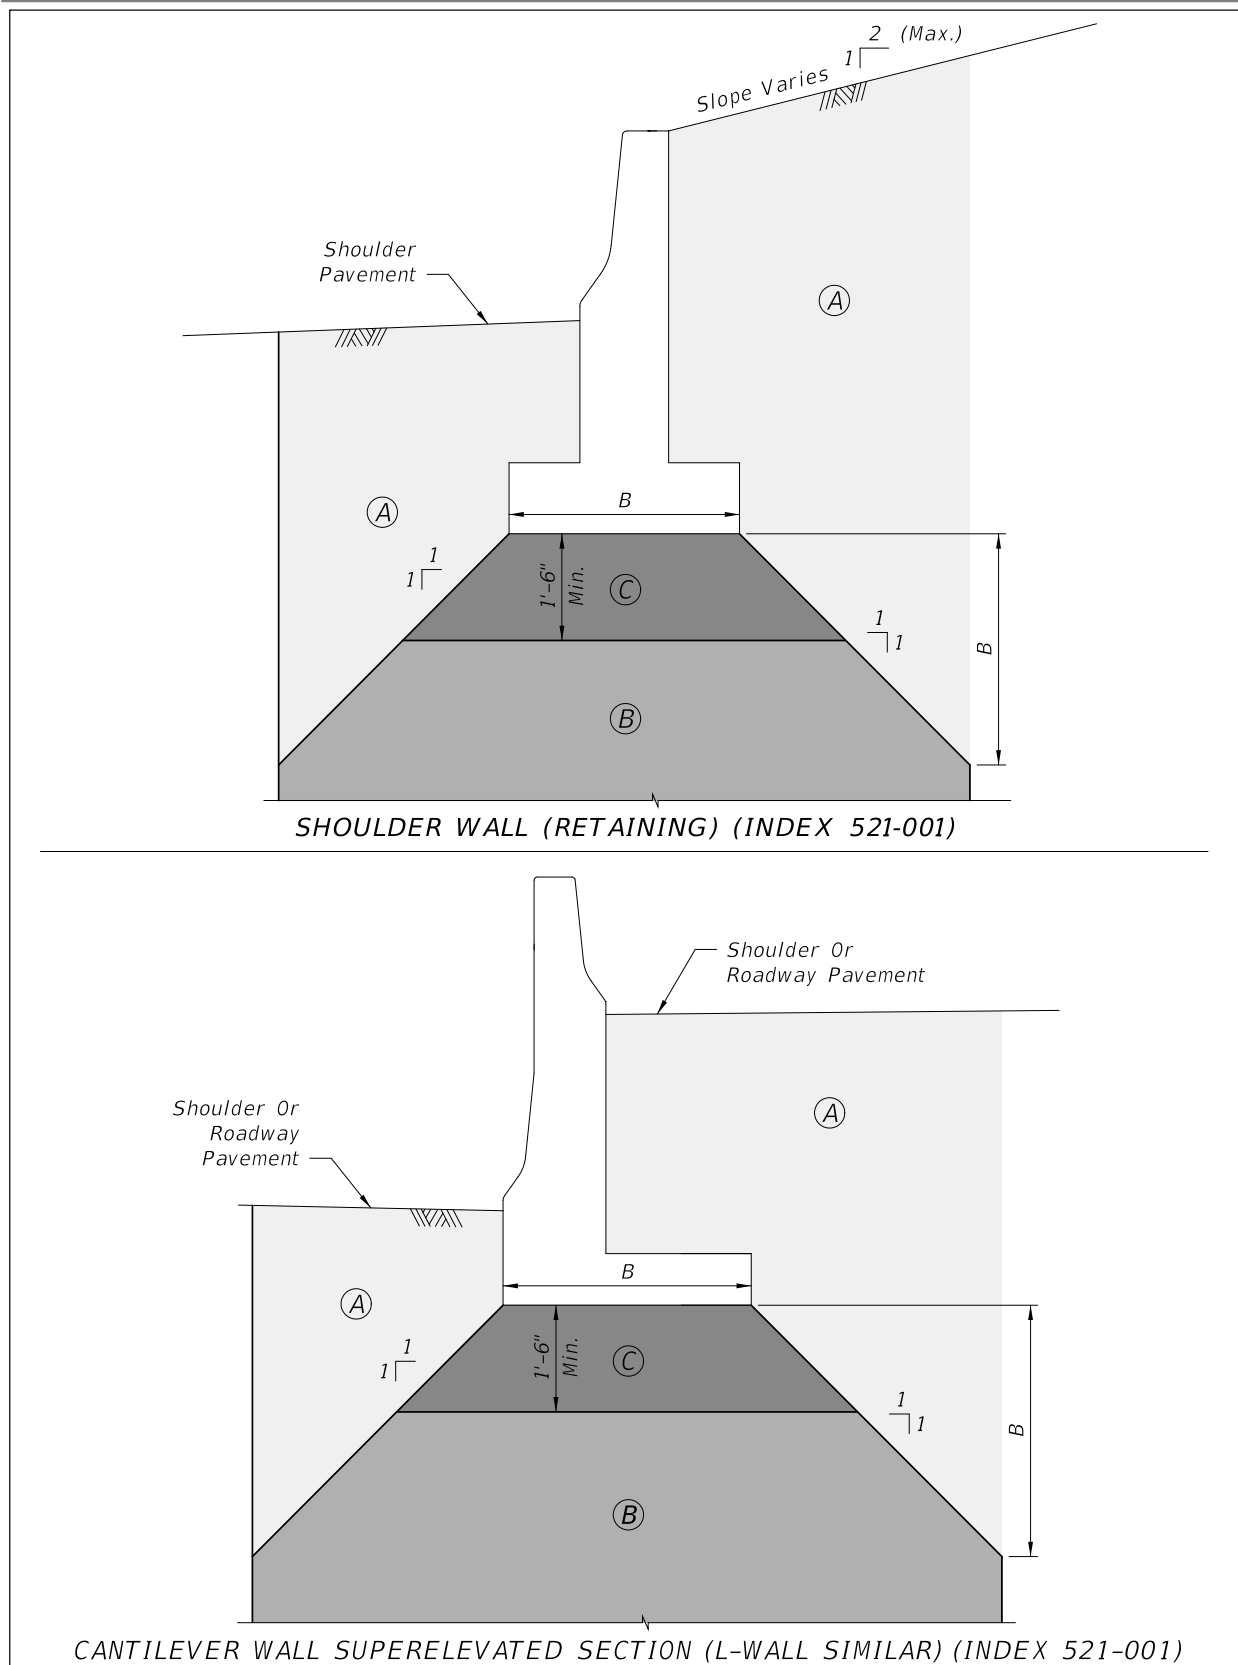 2 (Max.)
1
Slope Varies
Shoulder
Pavement
A
A
B
1
1
1'-6"
Min.
C
1
1
B
B
SHOULDER WALL (RETAINING) (INDEX 521-001)
Shoulder Or
Roadway Pavement
A
Shoulder Or
Roadway
Pavement
B
A
1
1
1'-6"
Min.
C
1
1
B
B
CANTILEVER WALL SUPERELEVATED SECTION (L-WALL SIMILAR) (INDEX 521-001)